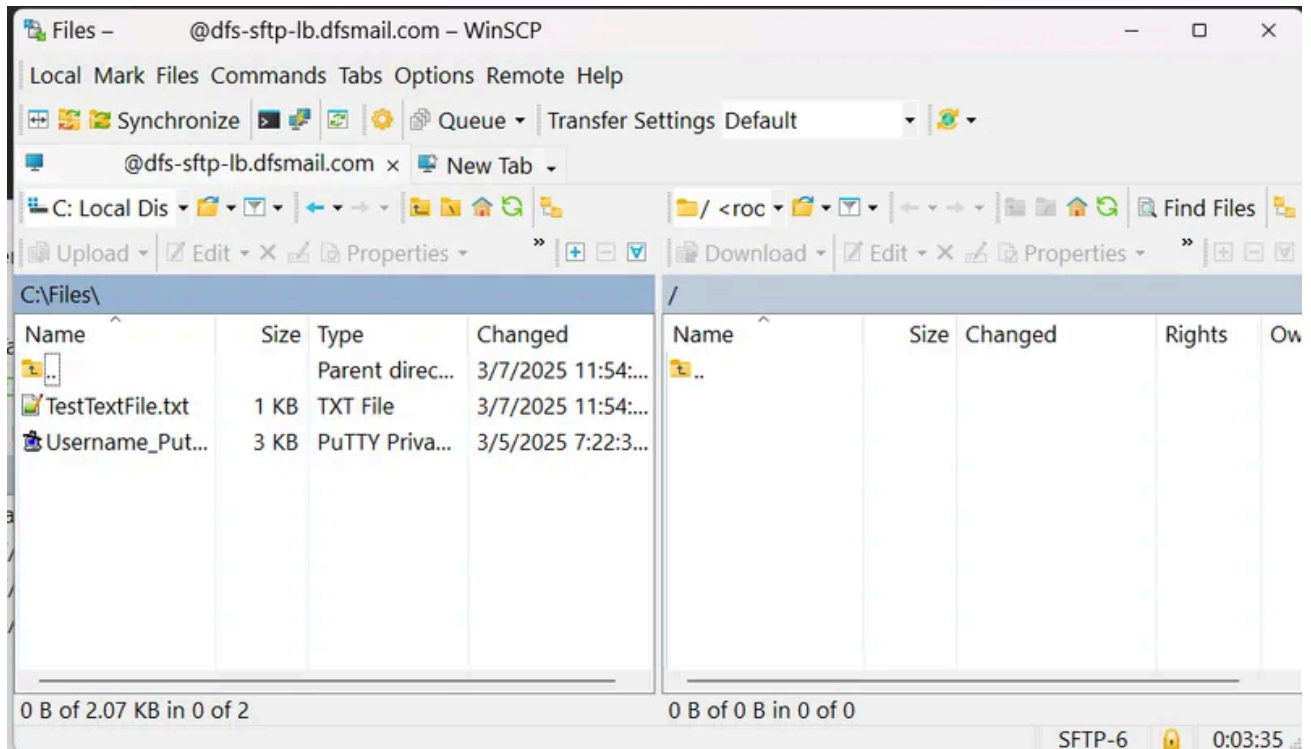 Files – @dfs-sftp-lb.dfsmail.com – WinSCP
Local Mark Files Commands Tabs Options Remote Help
Synchronize Queue Transfer Settings Default
@dfs-sftp-lb.dfsmail.com × New Tab
C: Local Dis / <roc Find Files
Upload Edit Properties » Download Edit Properties »
C:\Files\ /
Name Size Type Changed Name Size Changed Rights Ow
.. Parent direc... 3/7/2025 11:54:... ..
TestTextFile.txt 1 KB TXT File 3/7/2025 11:54:...
Username_Put... 3 KB PuTTY Priva... 3/5/2025 7:22:3...
0 B of 2.07 KB in 0 of 2 0 B of 0 B in 0 of 0
SFTP-6 0:03:35